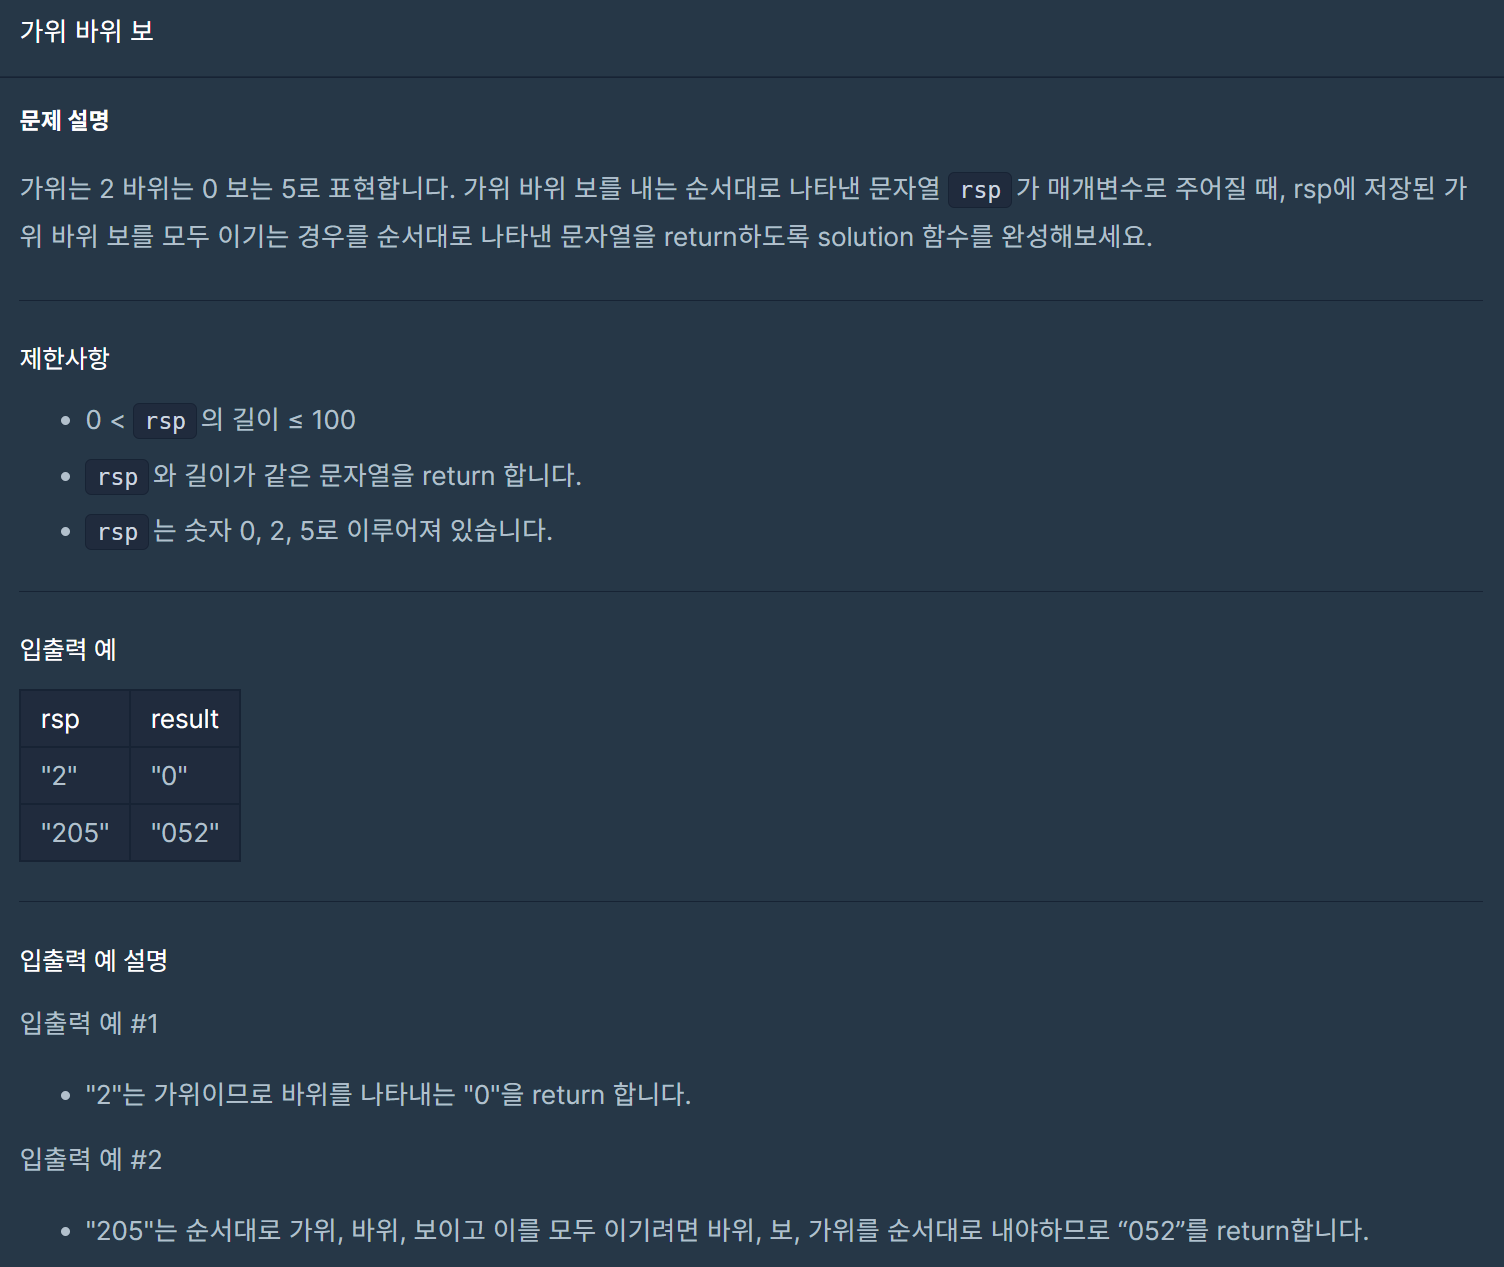 가위 바위 보
문제 설명
가위는 2 바위는 0 보는 5로 표현합니다. 가위 바위 보를 내는 순서대로 나타낸 문자열 rsp가 매개변수로 주어질 때, rsp에 저장된 가
위 바위 보를 모두 이기는 경우를 순서대로 나타낸 문자열을 return하도록 solution 함수를 완성해보세요.
제한사항
• 0 < rsp의 길이 ≤ 100
• rsp와 길이가 같은 문자열을 return 합니다.
• rsp는 숫자 0, 2, 5로 이루어져 있습니다.
입출력 예
rsp result
"2" "0"
"205" "052"
입출력 예 설명
입출력 예 #1
• "2"는 가위이므로 바위를 나타내는 "0"을 return 합니다.
입출력 예 #2
• "205"는 순서대로 가위, 바위, 보이고 이를 모두 이기려면 바위, 보, 가위를 순서대로 내야하므로 “052”를 return합니다.